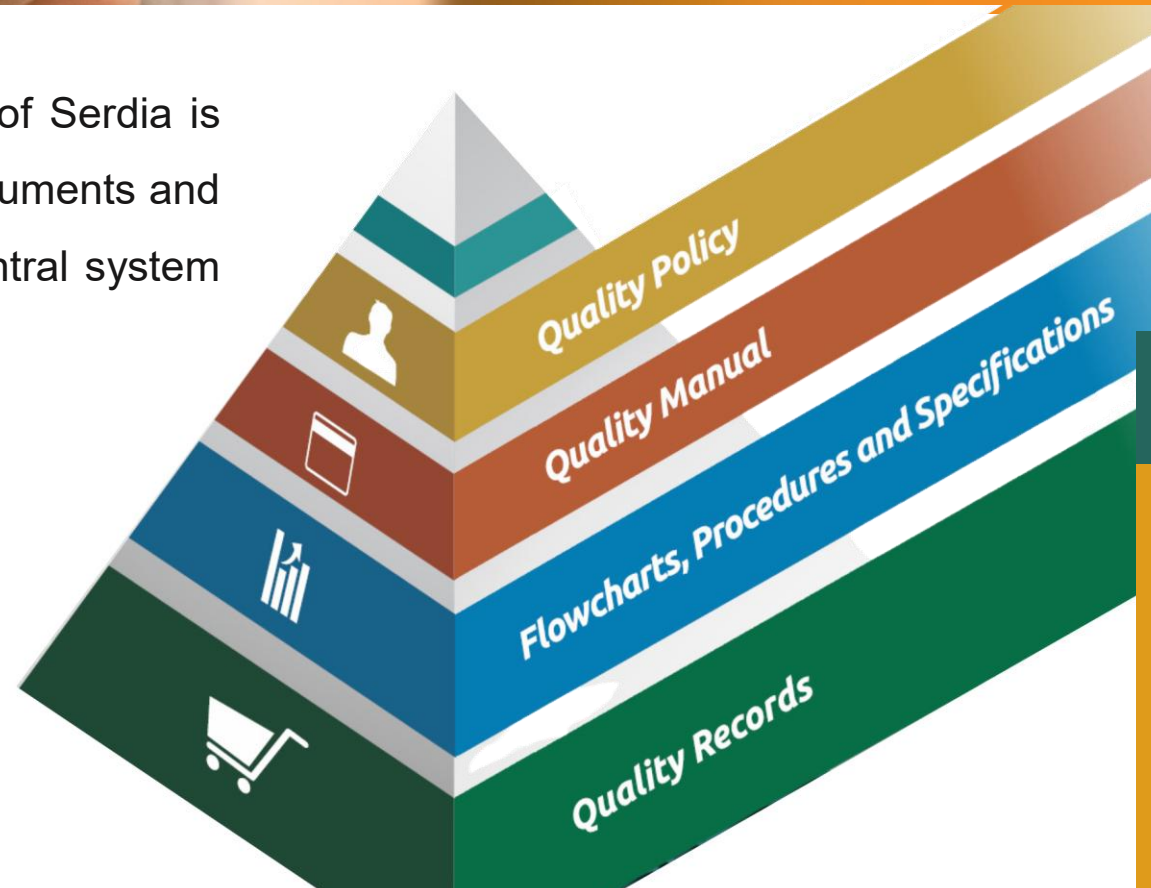 of Serdia is
uments and
ntral system
Quality Policy
Quality Manual
Flowcharts, Procedures and Specifications
Quality Records